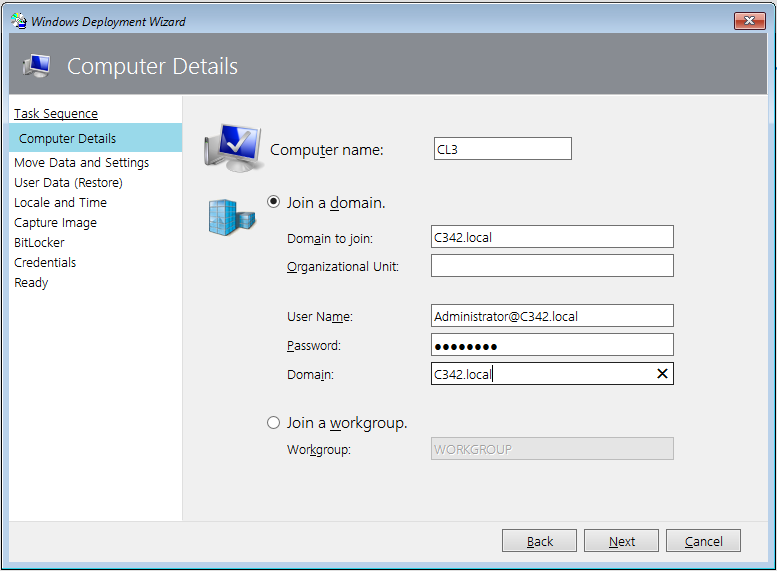 Windows Deployment Wizard
Computer Details
Task Sequence
Computer Details
Move Data and Settings
User Data (Restore)
Locale and Time
Capture Image
BitLocker
Credentials
Ready
Computer name: CL3
Join a domain.
Domain to join: C342.local
Organizational Unit:
User Name: Administrator@C342.local
Password: ●●●●●●●●
Domain: C342.local
Join a workgroup.
Workgroup: WORKGROUP
Back Next Cancel